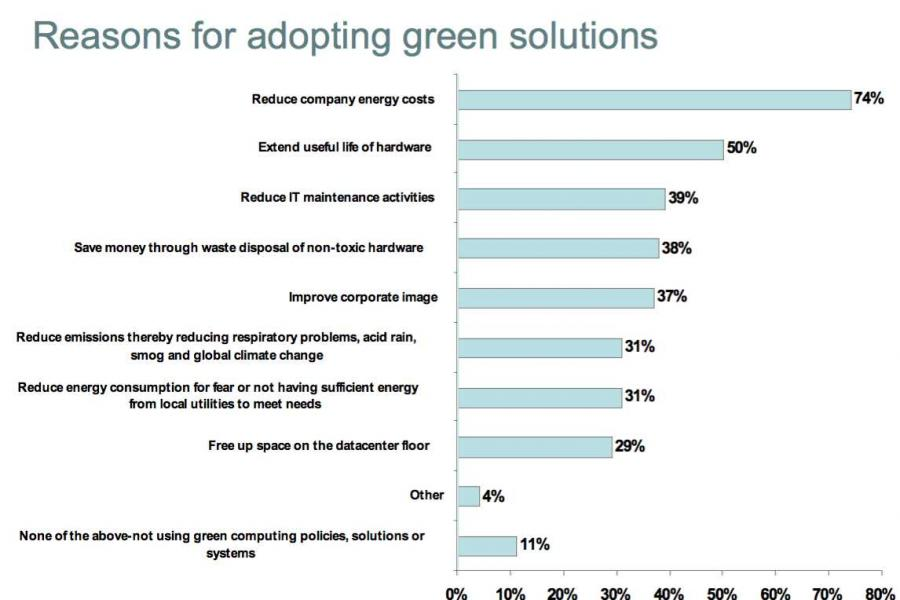 Reasons for adopting green solutions
Reduce company energy costs
74%
Extend useful life of hardware
50%
Reduce IT maintenance activities
39%
Save money through waste disposal of non-toxic hardware
38%
Improve corporate image
37%
Reduce emissions thereby reducing respiratory problems, acid rain,
smog and global climate change
31%
Reduce energy consumption for fear or not having sufficient energy
from local utilities to meet needs
31%
Free up space on the datacenter floor
29%
Other
4%
None of the above-not using green computing policies, solutions or
systems
11%
0% 10% 20% 30% 40% 50% 60% 70% 80%